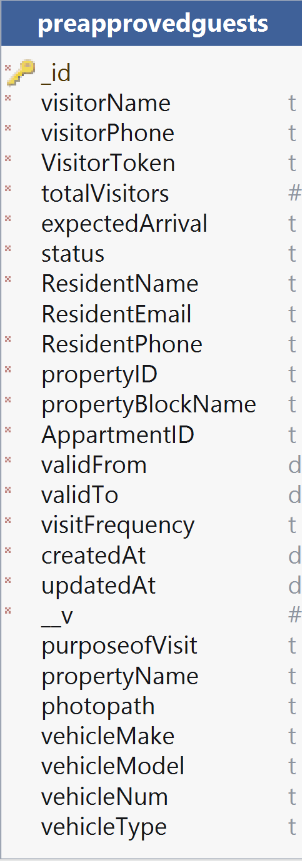 preapprovedguests
* _id
* visitorName t
* visitorPhone t
* VisitorToken t
* totalVisitors #
* expectedArrival t
* status t
* ResidentName t
ResidentEmail t
* ResidentPhone t
* propertyID t
* propertyBlockName t
* AppartmentID t
* validFrom d
* validTo d
* visitFrequency t
* createdAt d
* updatedAt d
* __v #
purposeofVisit t
propertyName t
photopath t
vehicleMake t
vehicleModel t
vehicleNum t
vehicleType t